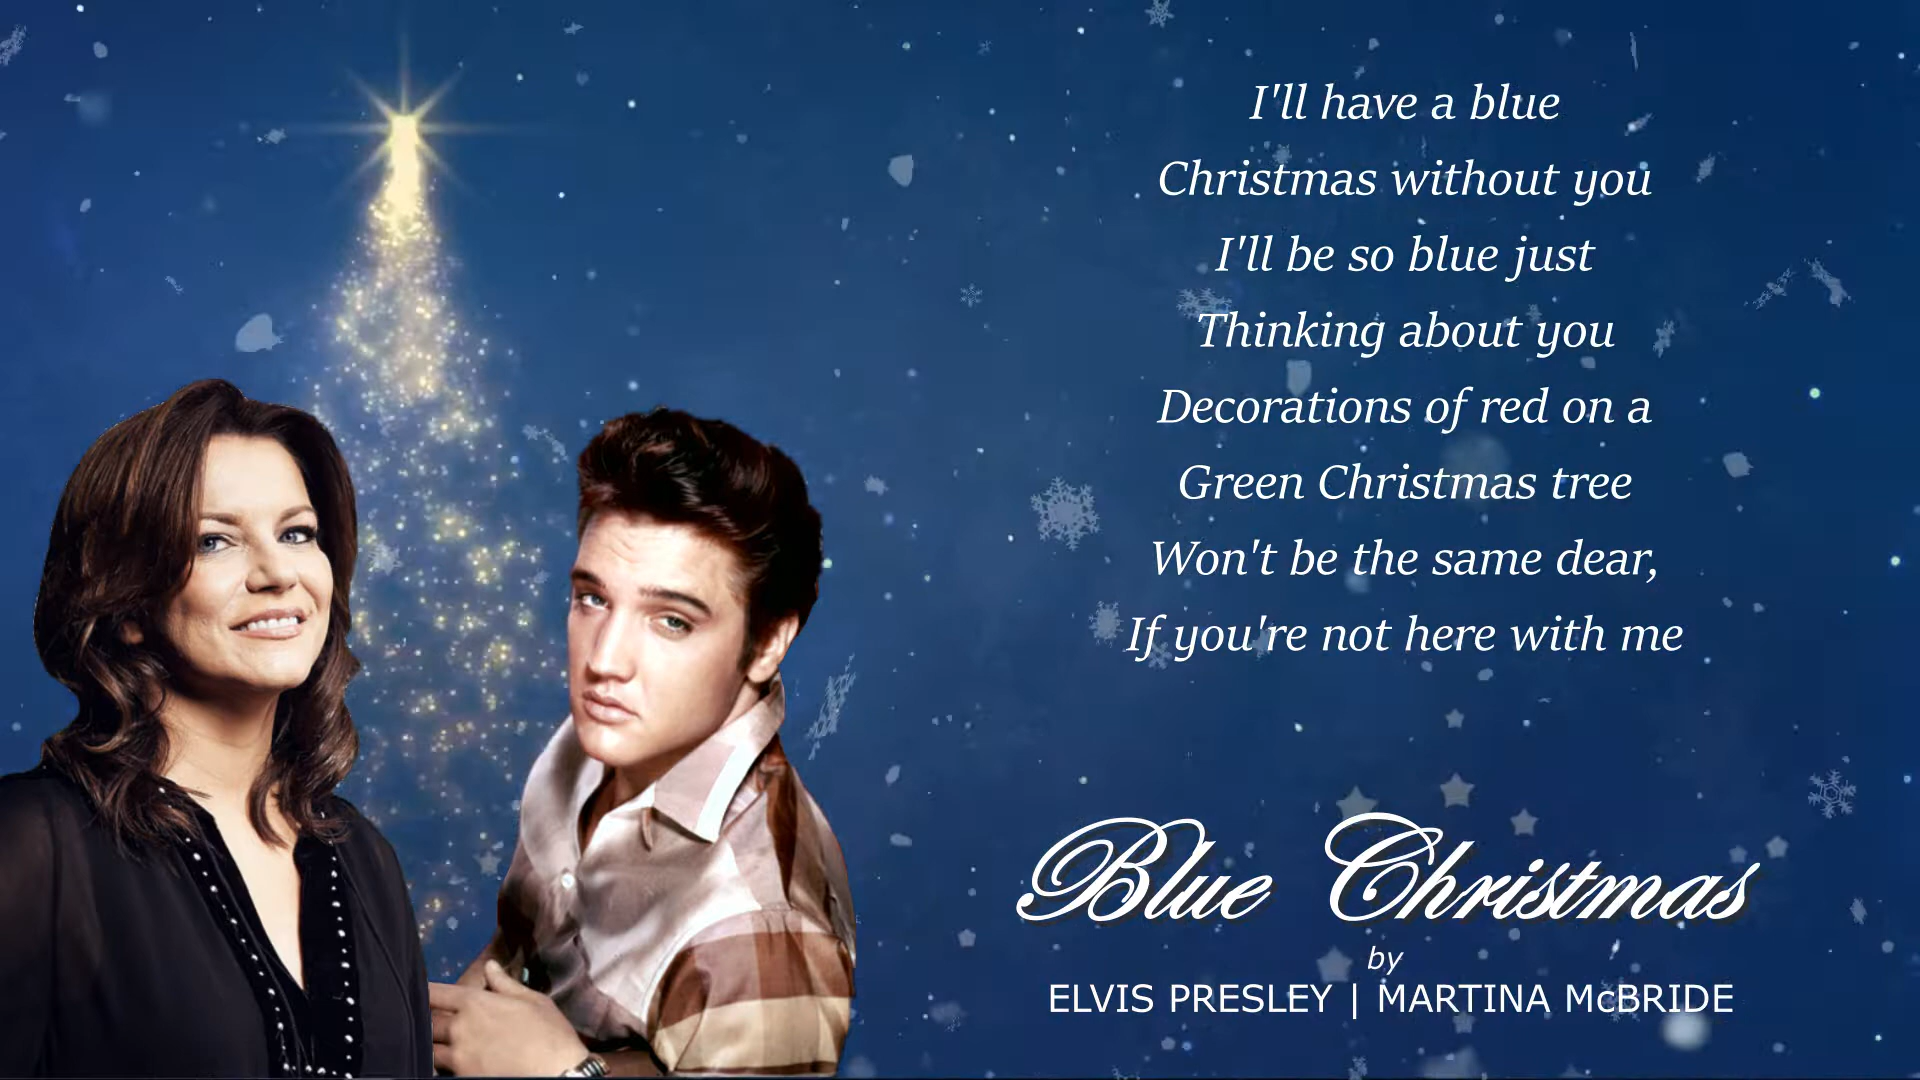 I'll have a blue
Christmas without you
I'll be so blue just
Thinking about you
Decorations of red on a
Green Christmas tree
Won't be the same dear,
If you're not here with me
Blue Christmas
by
ELVIS PRESLEY | MARTINA McBRIDE